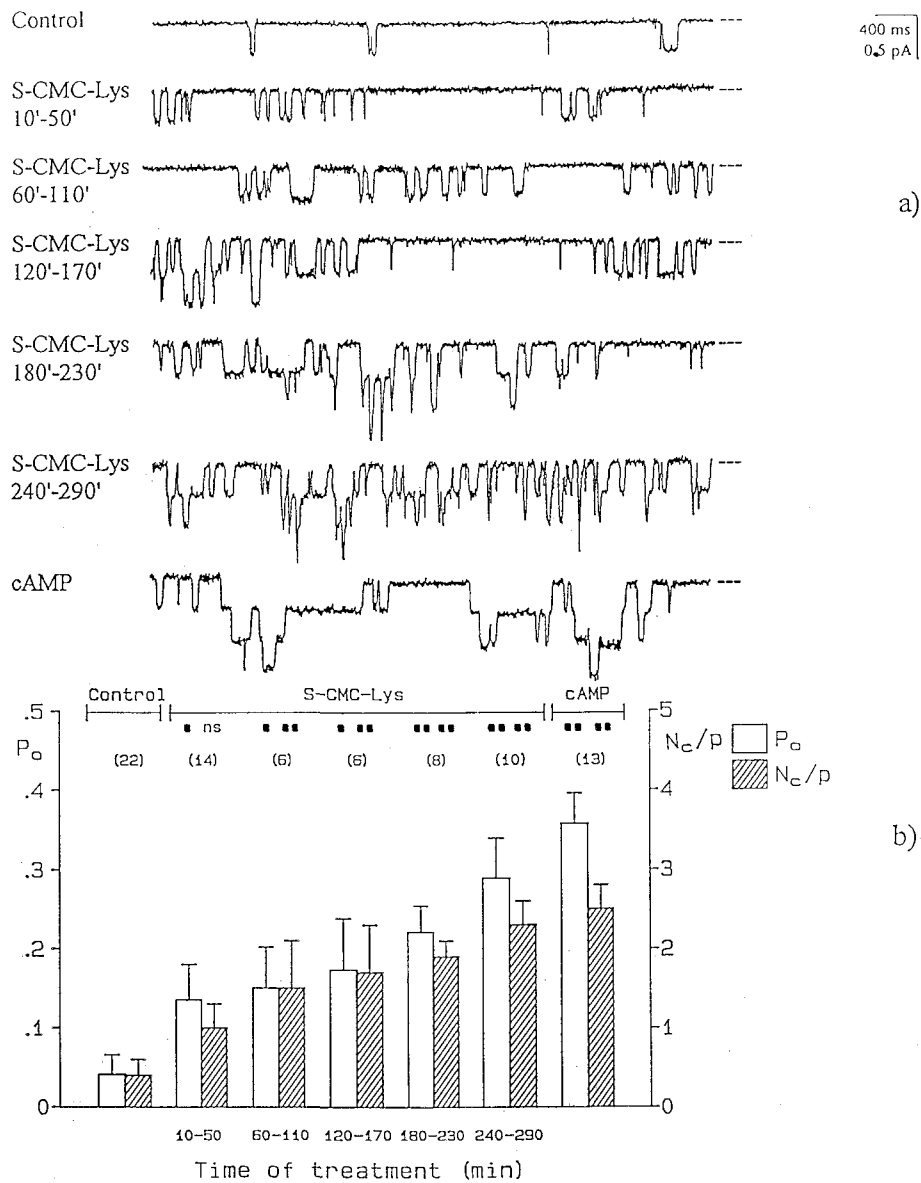 Control
400 ms
0.5 pA
S-CMC-Lys
10'-50'
S-CMC-Lys
60'-110'
a)
S-CMC-Lys
120'-170'
S-CMC-Lys
180'-230'
S-CMC-Lys
240'-290'
cAMP
Control S-CMC-Lys cAMP
.5 ns 5
Po Nc/p Po
(22) (14) (6) (6) (8) (10) (13) Nc/p
.4 4
b)
.3 3
.2 2
.1 1
0 0
10-50 60-110 120-170 180-230 240-290
Time of treatment (min)